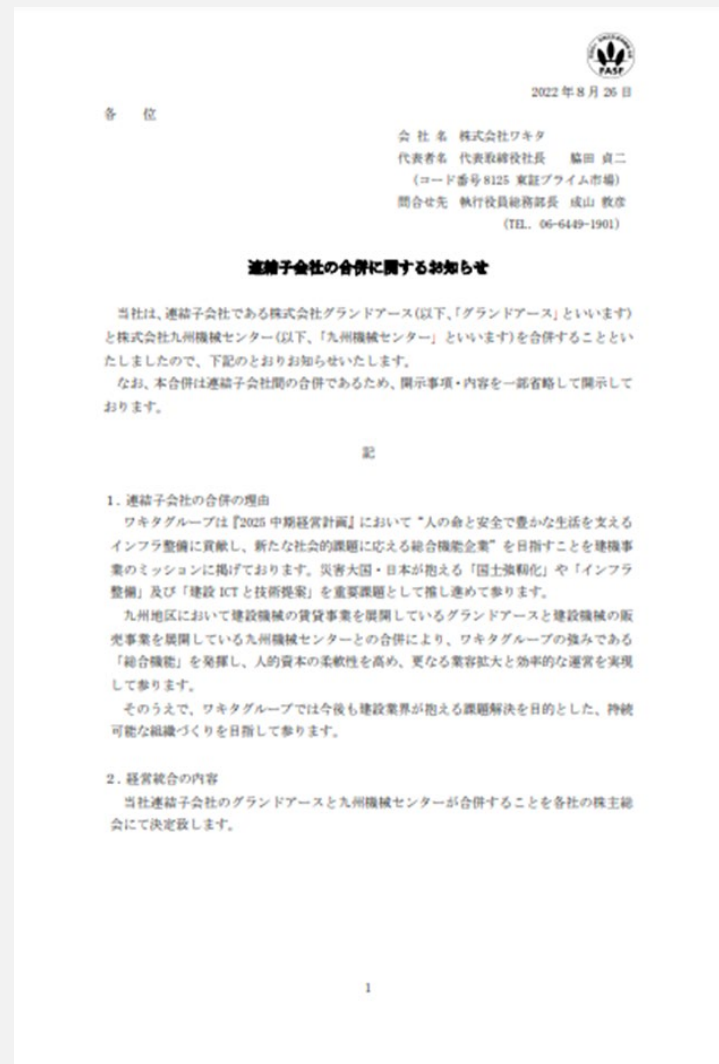 FASF
2022年8月26日
各　位
会 社 名　株式会社ワキタ
代表者名　代表取締役社長　脇田 貞二
(コード番号8125 東証プライム市場)
問合せ先　執行役員総務部長　成山 敦彦
(TEL. 06-6449-1901)
連結子会社の合併に関するお知らせ
当社は、連結子会社である株式会社グランドアース(以下、「グランドアース」といいます)
と株式会社九州機械センター(以下、「九州機械センター」といいます)を合併することとい
たしましたので、下記のとおりお知らせいたします。
なお、本合併は連結子会社間の合併であるため、開示事項・内容を一部省略して開示して
おります。
記
1．連結子会社の合併の理由
ワキタグループは『2025 中期経営計画』において“人の命と安全で豊かな生活を支える
インフラ整備に貢献し、新たな社会的課題に応える総合機能企業”を目指すことを建機事
業のミッションに掲げております。災害大国・日本が抱える「国土強靭化」や「インフラ
整備」及び「建設 ICT と技術提案」を重要課題として推し進めて参ります。
九州地区において建設機械の賃貸事業を展開しているグランドアースと建設機械の販
売事業を展開している九州機械センターとの合併により、ワキタグループの強みである
「総合機能」を発揮し、人的資本の柔軟性を高め、更なる業容拡大と効率的な運営を実現
して参ります。
そのうえで、ワキタグループでは今後も建設業界が抱える課題解決を目的とした、持続
可能な組織づくりを目指して参ります。
2．経営統合の内容
当社連結子会社のグランドアースと九州機械センターが合併することを各社の株主総
会にて決定致します。
1